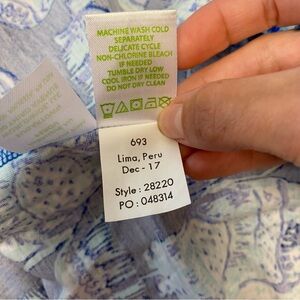 MACHINE WASH COLD
SEPARATELY
DELICATE CYCLE
NON-CHLORINE BLEACH
IF NEEDED
TUMBLE DRY LOW
COOL IRON IF NEEDED
DO NOT DRY CLEAN
693
Lima, Peru
Dec - 17
Style : 28220
PO : 048314